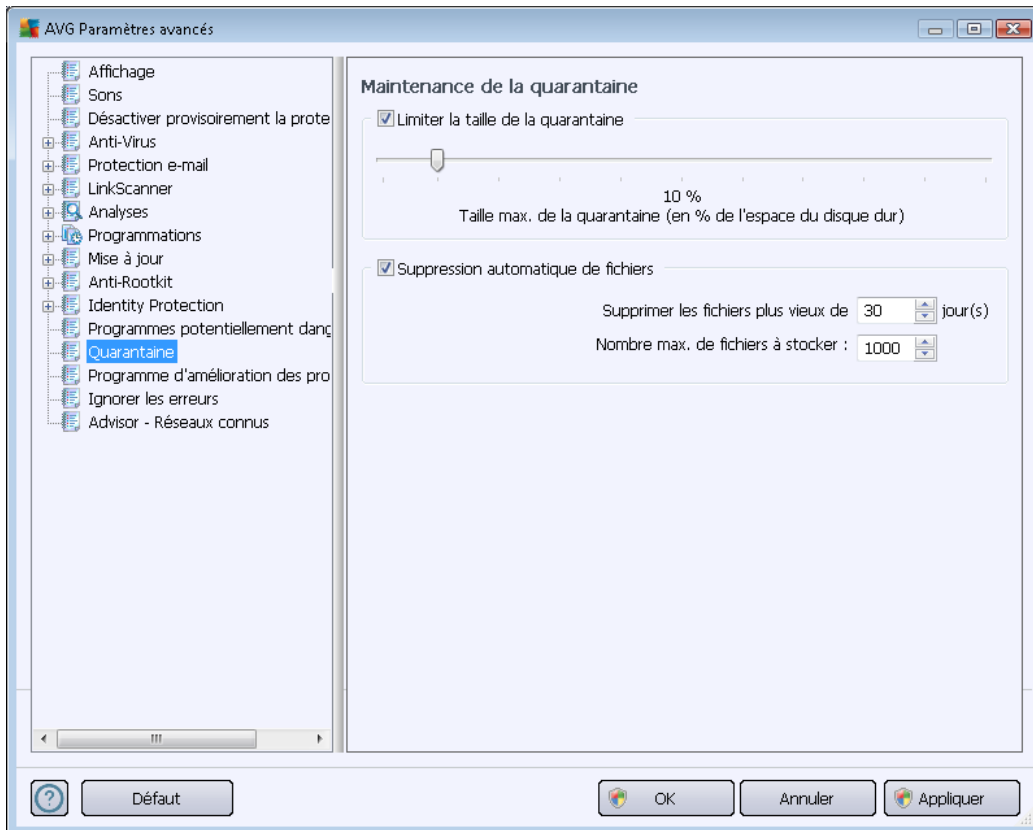 AVG Paramètres avancés
Affichage
Sons
Désactiver provisoirement la prote
Anti-Virus
Protection e-mail
LinkScanner
Analyses
Programmations
Mise à jour
Anti-Rootkit
Identity Protection
Programmes potentiellement dang
Quarantaine
Programme d'amélioration des pro
Ignorer les erreurs
Advisor - Réseaux connus
Maintenance de la quarantaine
Limiter la taille de la quarantaine
10 %
Taille max. de la quarantaine (en % de l'espace du disque dur)
Suppression automatique de fichiers
Supprimer les fichiers plus vieux de 30 jour(s)
Nombre max. de fichiers à stocker : 1000
Défaut
OK
Annuler
Appliquer